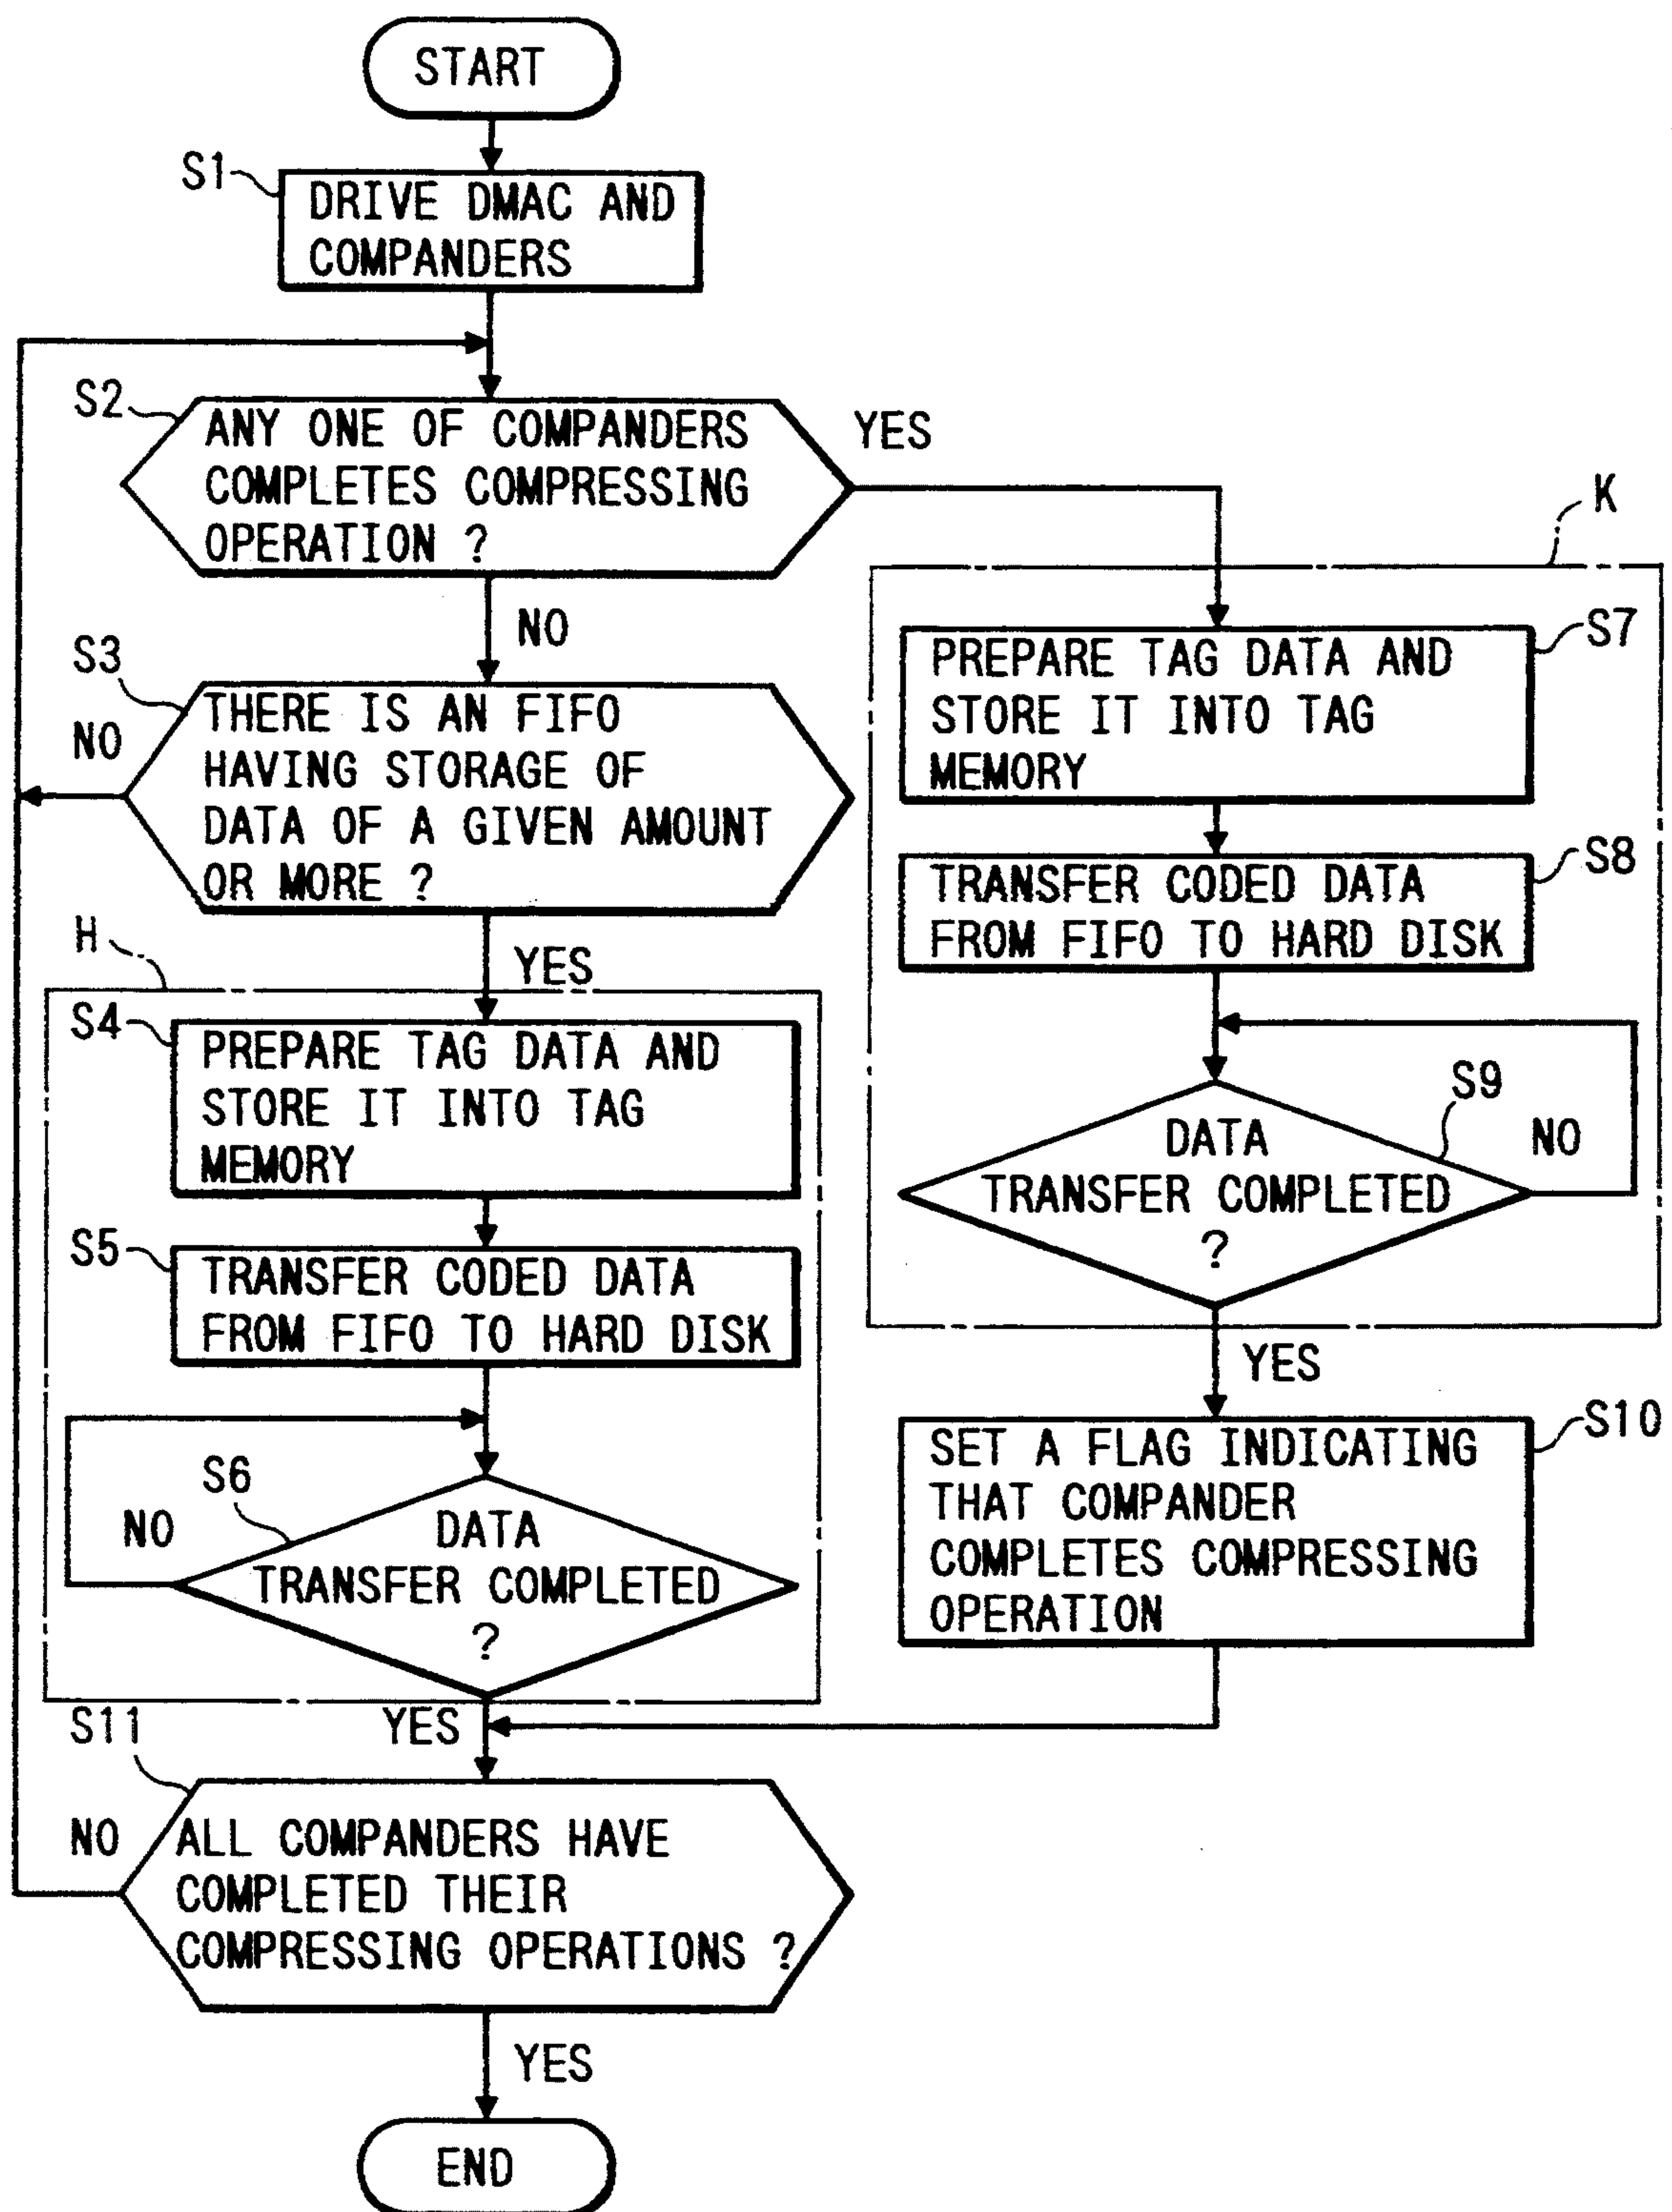 START
S1
DRIVE DMAC AND
COMPANDERS
S2
ANY ONE OF COMPANDERS
COMPLETES COMPRESSING
OPERATION ?
YES
NO
S3
THERE IS AN FIFO
HAVING STORAGE OF
DATA OF A GIVEN AMOUNT
OR MORE ?
NO
YES
H
S4
PREPARE TAG DATA AND
STORE IT INTO TAG
MEMORY
S5
TRANSFER CODED DATA
FROM FIFO TO HARD DISK
S6
NO
DATA
TRANSFER COMPLETED
?
YES
K
S7
PREPARE TAG DATA AND
STORE IT INTO TAG
MEMORY
S8
TRANSFER CODED DATA
FROM FIFO TO HARD DISK
S9
DATA
TRANSFER COMPLETED
?
NO
YES
S10
SET A FLAG INDICATING
THAT COMPANDER
COMPLETES COMPRESSING
OPERATION
S11
NO
ALL COMPANDERS HAVE
COMPLETED THEIR
COMPRESSING OPERATIONS ?
YES
END